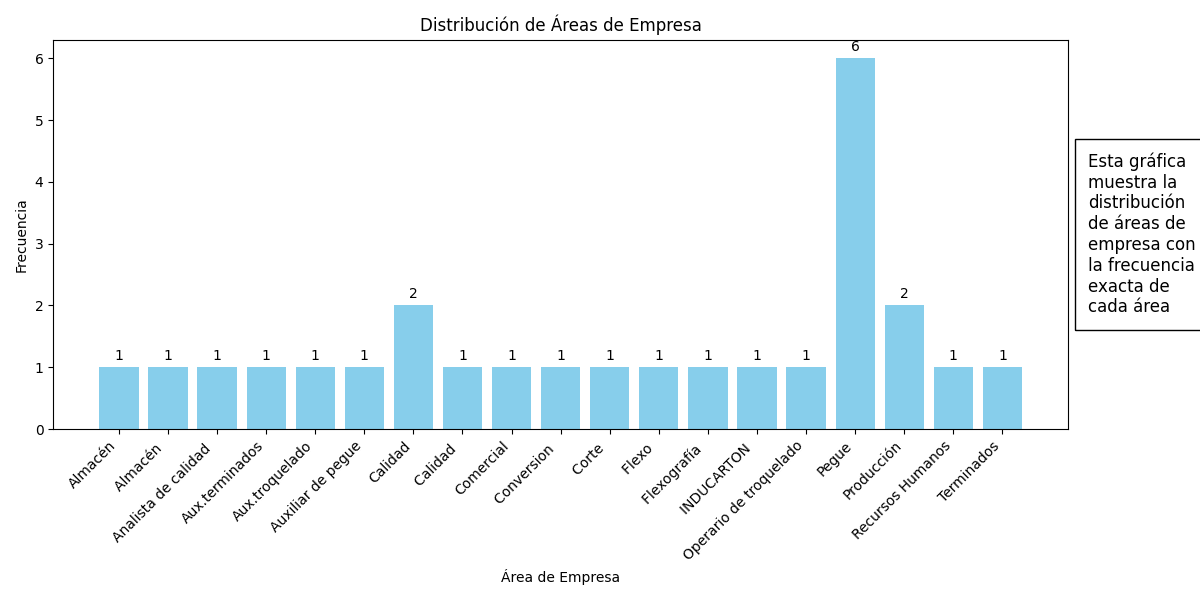 Distribución de Áreas de Empresa
Frecuencia
6
5
4
3
2
1
0
1
1
1
1
1
1
2
1
1
1
1
1
1
1
1
6
2
1
1
Almacén
Almacén
Analista de calidad
Aux.terminados
Aux.troquelado
Auxiliar de pegue
Calidad
Calidad
Comercial
Conversion
Corte
Flexo
Flexografía
INDUCARTON
Operario de troquelado
Pegue
Producción
Recursos Humanos
Terminados
Área de Empresa
Esta gráfica
muestra la
distribución
de áreas de
empresa con
la frecuencia
exacta de
cada área